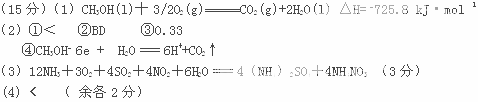 (15分)(1) CH₃OH(l)＋3/2O₂(g)══CO₂(g)+2H₂O(l) △H=-725.8 kJ·mol⁻¹
(2) ①＜ ②BD ③0.33
④CH₃OH-6e⁻ + H₂O══6H⁺+CO₂↑
(3) 12NH₃+3O₂+4SO₂+4NO₂+6H₂O══4(NH₄)₂SO₄+4NH₄NO₃ (3分)
(4) ＜ (余各2分)